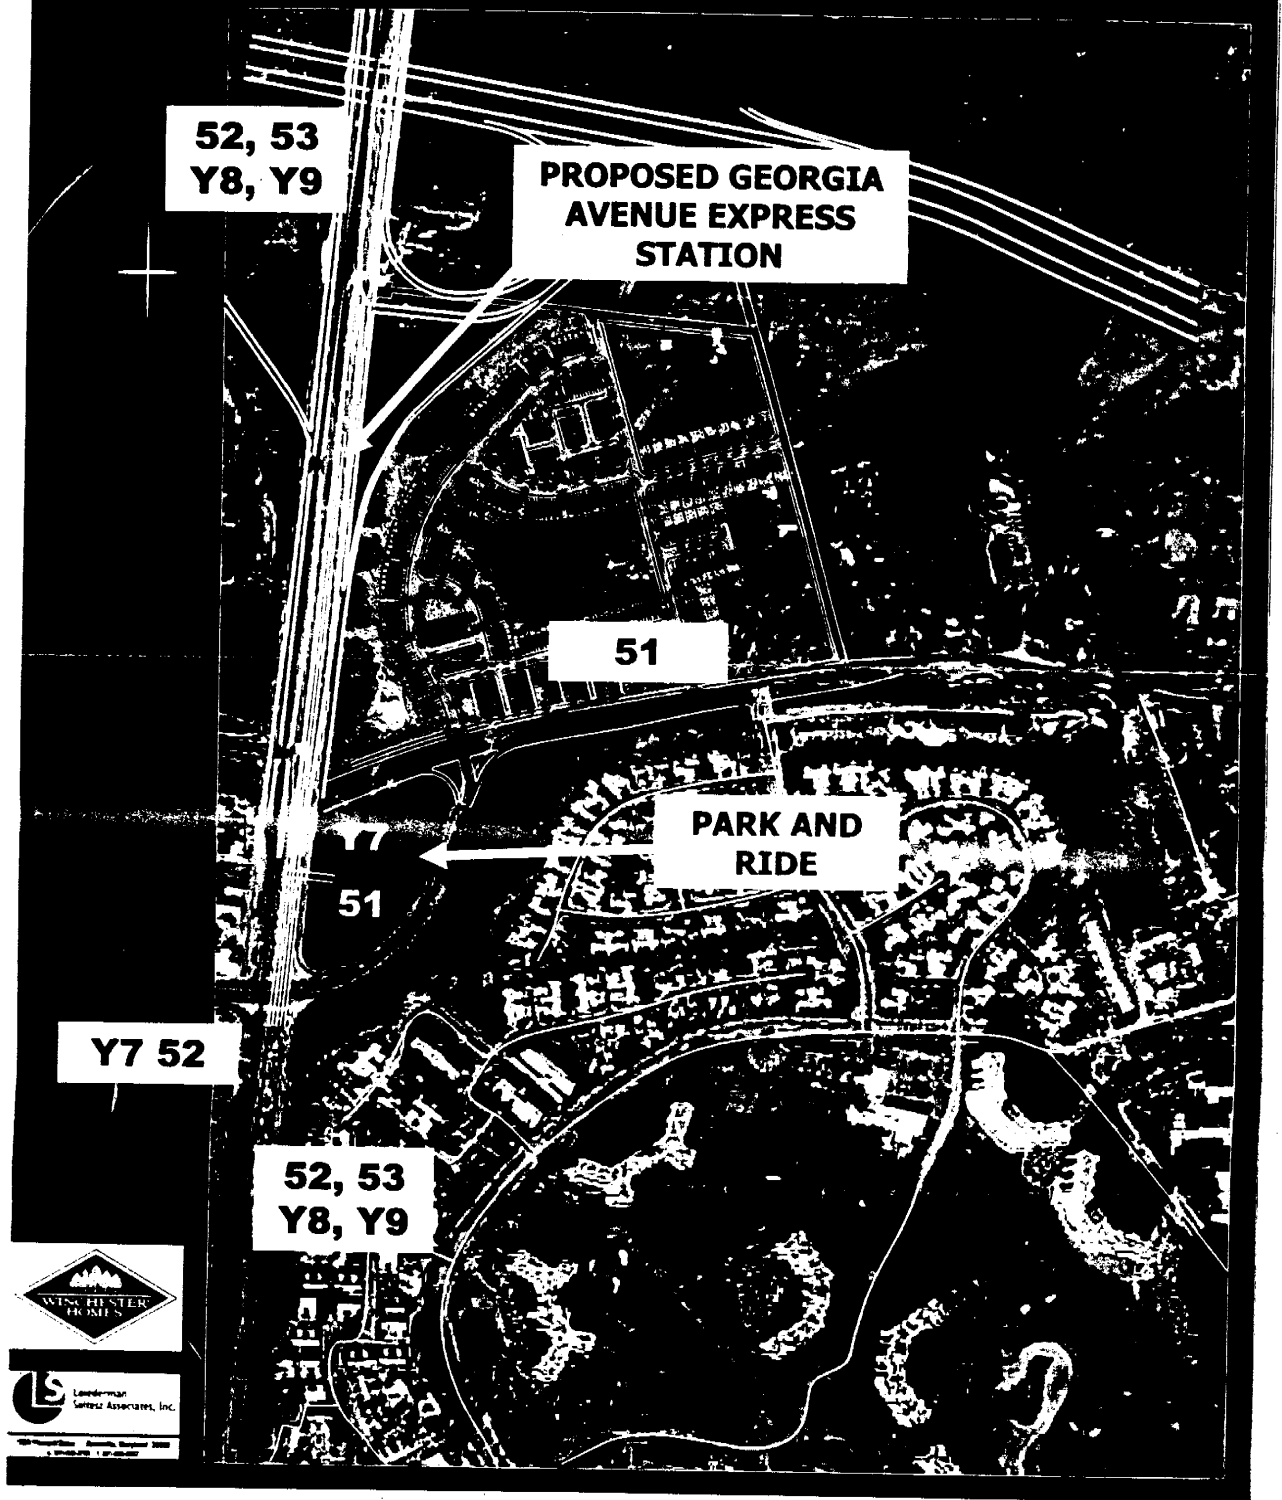 52, 53
Y8, Y9
PROPOSED GEORGIA
AVENUE EXPRESS
STATION
51
Y7
51
PARK AND
RIDE
Y7 52
52, 53
Y8, Y9
WINCHESTER
HOMES
LS
Loiederman
Soltesz Associates, Inc.